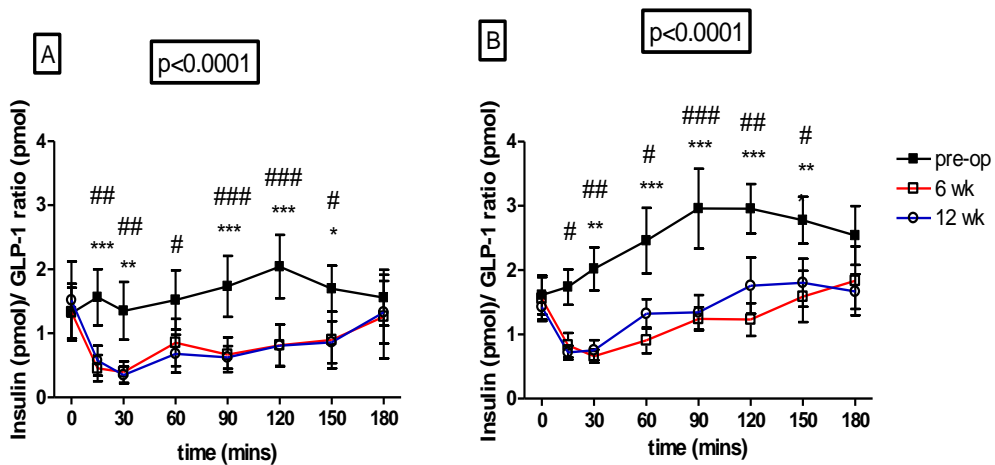 A
p<0.0001
Insulin (pmol)/ GLP-1 ratio (pmol)
4
3
2
1
0
##
***
##
**
#
###
***
###
***
#
*
0 30 60 90 120 150 180
time (mins)
B
p<0.0001
Insulin (pmol)/ GLP-1 ratio (pmol)
4
3
2
1
0
#
##
**
#
***
###
***
##
***
#
**
0 30 60 90 120 150 180
time (mins)
pre-op
6 wk
12 wk